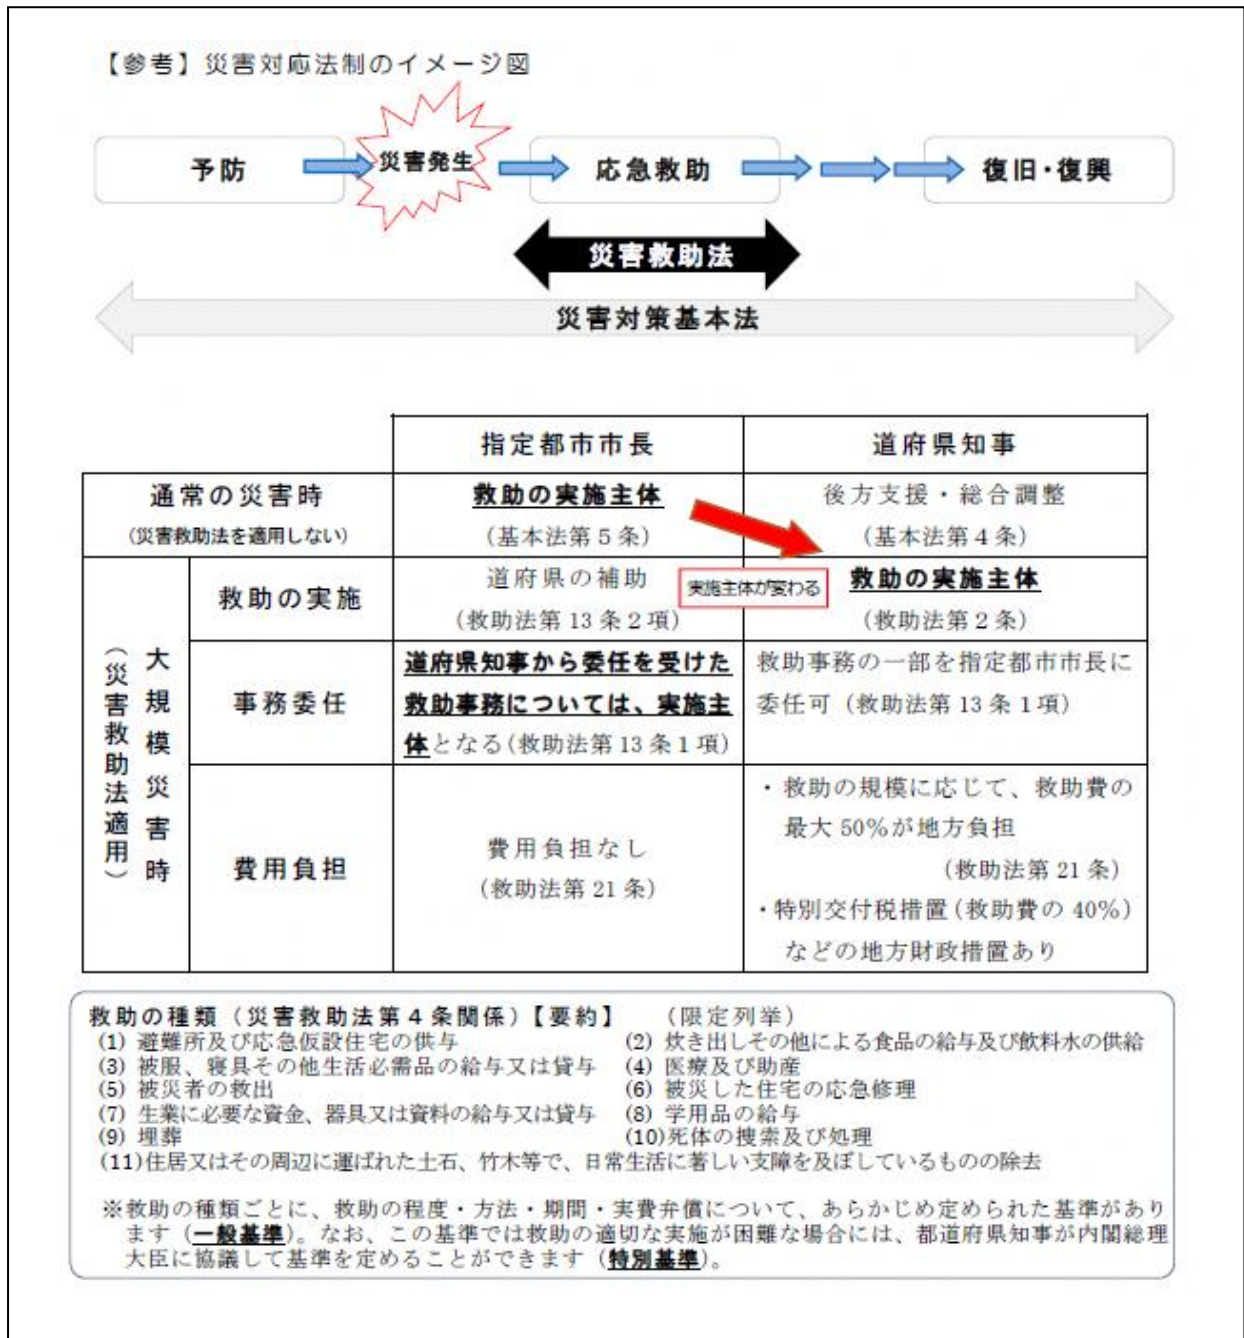 【参考】災害対応法制のイメージ図
予防
災害発生
応急救助
復旧・復興
災害救助法
災害対策基本法
指定都市市長
道府県知事
通常の災害時
(災害救助法を適用しない)
救助の実施主体
(基本法第5条)
後方支援・総合調整
(基本法第4条)
大規模災害時
(災害救助法適用)
救助の実施
道府県の補助
(救助法第13条2項)
実施主体が変わる
救助の実施主体
(救助法第2条)
事務委任
道府県知事から委任を受けた
救助事務については、実施主
体となる(救助法第13条1項)
救助事務の一部を指定都市市長に
委任可(救助法第13条1項)
費用負担
費用負担なし
(救助法第21条)
・救助の規模に応じて、救助費の
最大50%が地方負担
(救助法第21条)
・特別交付税措置(救助費の40%)
などの地方財政措置あり
救助の種類(災害救助法第4条関係)【要約】 (限定列挙)
(1) 避難所及び応急仮設住宅の供与 (2) 炊き出しその他による食品の給与及び飲料水の供給
(3) 被服、寝具その他生活必需品の給与又は貸与 (4) 医療及び助産
(5) 被災者の救出 (6) 被災した住宅の応急修理
(7) 生業に必要な資金、器具又は資料の給与又は貸与 (8) 学用品の給与
(9) 埋葬 (10)死体の捜索及び処理
(11)住居又はその周辺に運ばれた土石、竹木等で、日常生活に著しい支障を及ぼしているものの除去
※救助の種類ごとに、救助の程度・方法・期間・実費弁償について、あらかじめ定められた基準があり
ます(一般基準)。なお、この基準では救助の適切な実施が困難な場合には、都道府県知事が内閣総理
大臣に協議して基準を定めることができます(特別基準)。